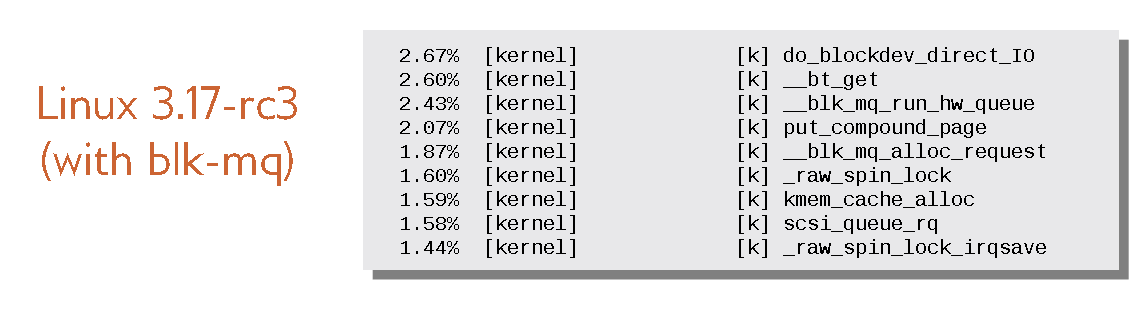 Linux 3.17-rc3
(with blk-mq)
2.67% [kernel] [k] do_blockdev_direct_IO
2.60% [kernel] [k] __bt_get
2.43% [kernel] [k] __blk_mq_run_hw_queue
2.07% [kernel] [k] put_compound_page
1.87% [kernel] [k] __blk_mq_alloc_request
1.60% [kernel] [k] _raw_spin_lock
1.59% [kernel] [k] kmem_cache_alloc
1.58% [kernel] [k] scsi_queue_rq
1.44% [kernel] [k] _raw_spin_lock_irqsave